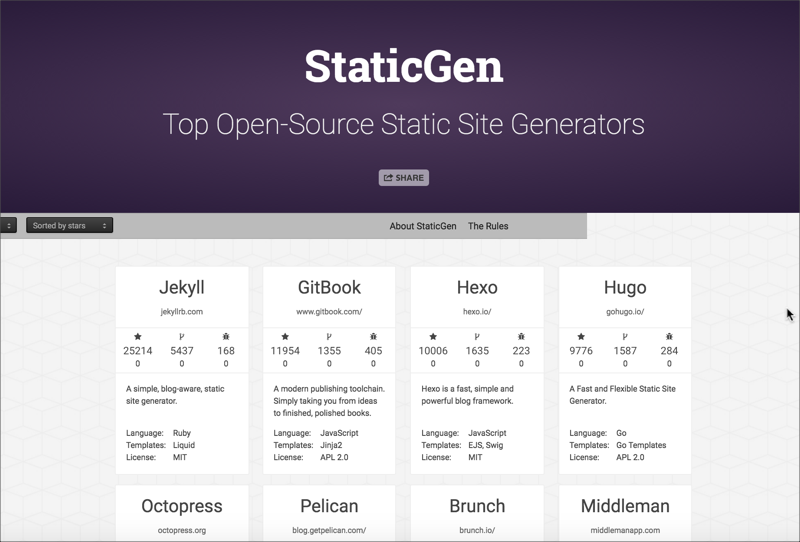 StaticGen
Top Open-Source Static Site Generators
SHARE
Sorted by stars
About StaticGen The Rules
Jekyll
jekyllrb.com
25214 5437 168
0 0 0
A simple, blog-aware, static
site generator.
Language: Ruby
Templates: Liquid
License: MIT
GitBook
www.gitbook.com/
11954 1355 405
0 0 0
A modern publishing toolchain.
Simply taking you from ideas
to finished, polished books.
Language: JavaScript
Templates: Jinja2
License: APL 2.0
Hexo
hexo.io/
10006 1635 223
0 0 0
Hexo is a fast, simple and
powerful blog framework.
Language: JavaScript
Templates: EJS, Swig
License: MIT
Hugo
gohugo.io/
9776 1587 284
0 0 0
A Fast and Flexible Static Site
Generator.
Language: Go
Templates: Go Templates
License: APL 2.0
Octopress
octopress.org
Pelican
blog.getpelican.com/
Brunch
brunch.io/
Middleman
middlemanapp.com